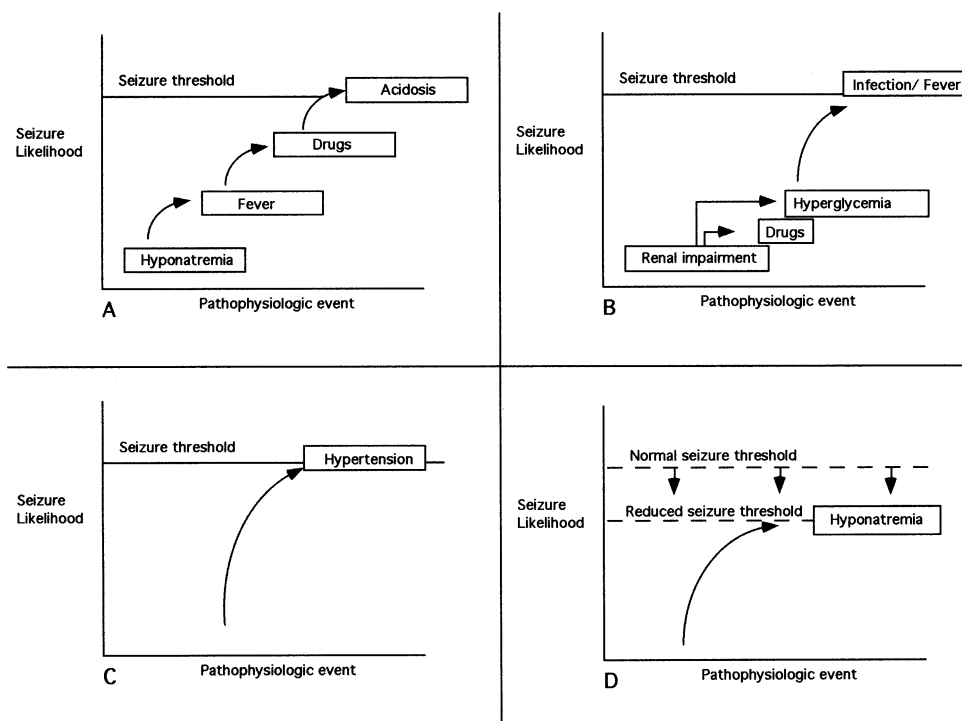 Seizure threshold
Acidosis
Seizure
Likelihood
Drugs
Fever
Hyponatremia
A
Pathophysiologic event
Seizure threshold
Infection/ Fever
Seizure
Likelihood
Hyperglycemia
Drugs
Renal impairment
B
Pathophysiologic event
Seizure threshold
Hypertension
Seizure
Likelihood
C
Pathophysiologic event
Normal seizure threshold
Seizure
Likelihood
Reduced seizure threshold
Hyponatremia
D
Pathophysiologic event